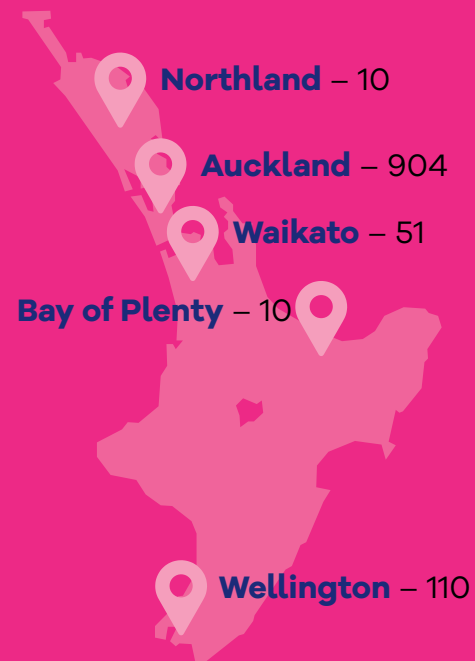 Northland – 10
Auckland – 904
Waikato – 51
Bay of Plenty – 10
Wellington – 110